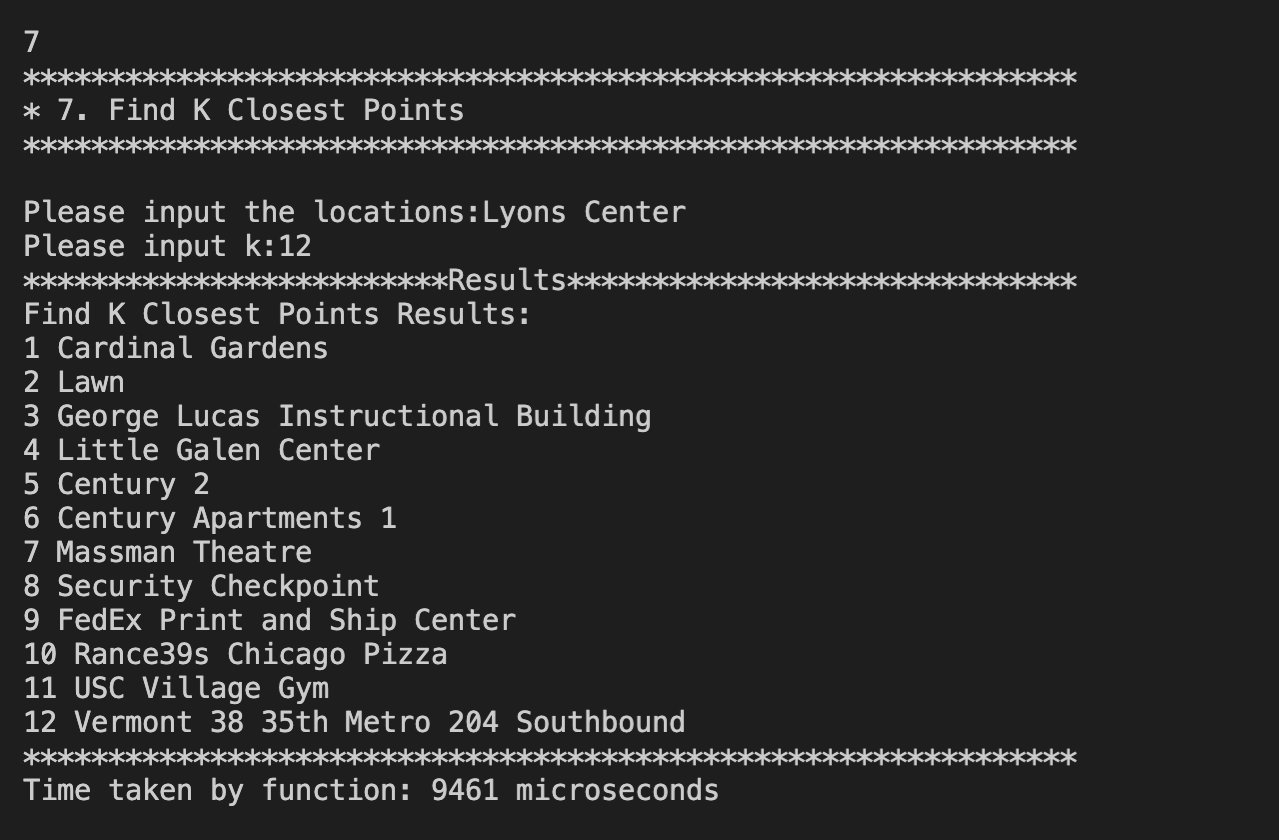 7
**************************************************************
* 7. Find K Closest Points
**************************************************************
Please input the locations:Lyons Center
Please input k:12
*************************Results******************************
Find K Closest Points Results:
1 Cardinal Gardens
2 Lawn
3 George Lucas Instructional Building
4 Little Galen Center
5 Century 2
6 Century Apartments 1
7 Massman Theatre
8 Security Checkpoint
9 FedEx Print and Ship Center
10 Rance39s Chicago Pizza
11 USC Village Gym
12 Vermont 38 35th Metro 204 Southbound
**************************************************************
Time taken by function: 9461 microseconds